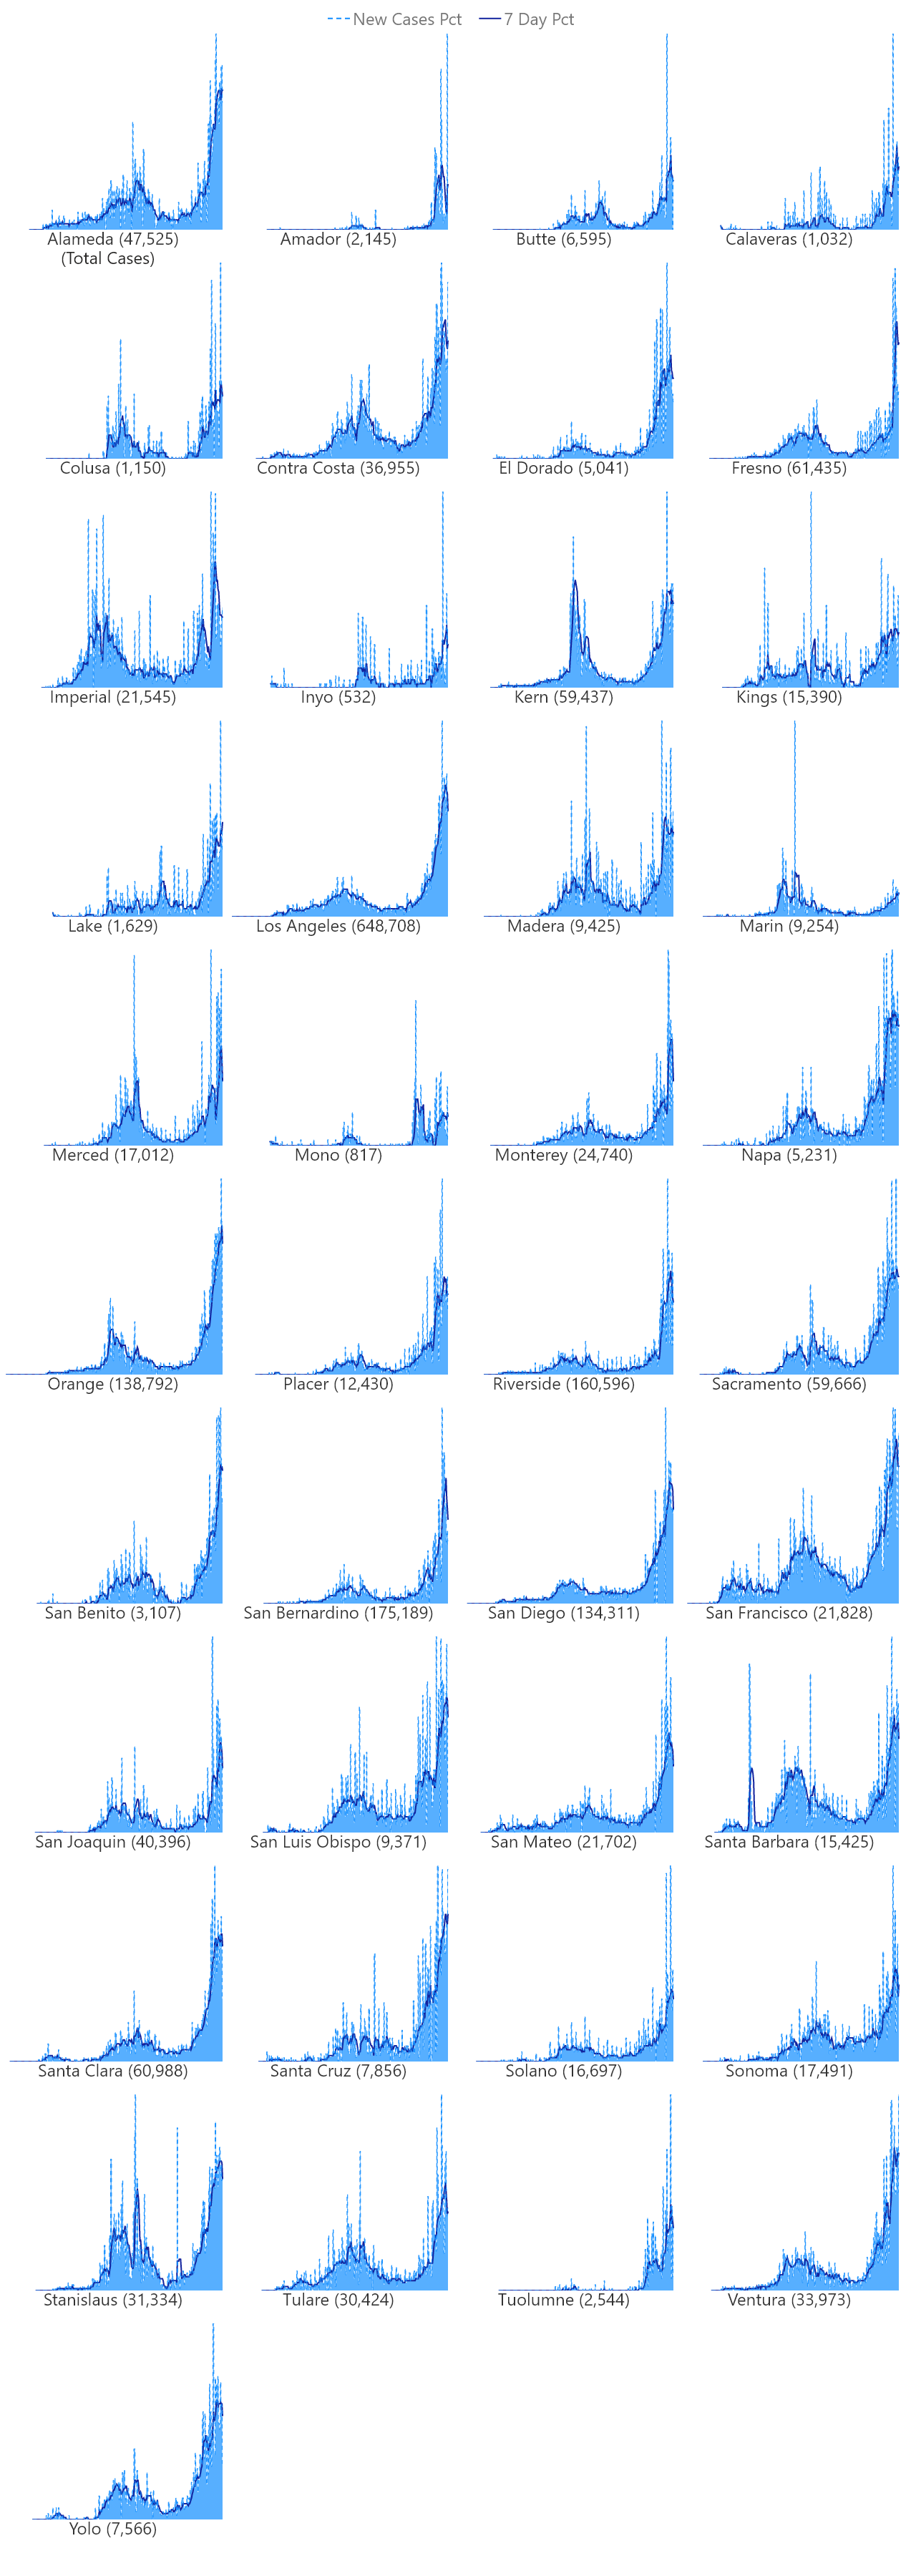 New Cases Pct 7 Day Pct
Alameda (47,525) Amador (2,145) Butte (6,595) Calaveras (1,032)
(Total Cases)
Colusa (1,150) Contra Costa (36,955) El Dorado (5,041) Fresno (61,435)
Imperial (21,545) Inyo (532) Kern (59,437) Kings (15,390)
Lake (1,629) Los Angeles (648,708) Madera (9,425) Marin (9,254)
Merced (17,012) Mono (817) Monterey (24,740) Napa (5,231)
Orange (138,792) Placer (12,430) Riverside (160,596) Sacramento (59,666)
San Benito (3,107) San Bernardino (175,189) San Diego (134,311) San Francisco (21,828)
San Joaquin (40,396) San Luis Obispo (9,371) San Mateo (21,702) Santa Barbara (15,425)
Santa Clara (60,988) Santa Cruz (7,856) Solano (16,697) Sonoma (17,491)
Stanislaus (31,334) Tulare (30,424) Tuolumne (2,544) Ventura (33,973)
Yolo (7,566)